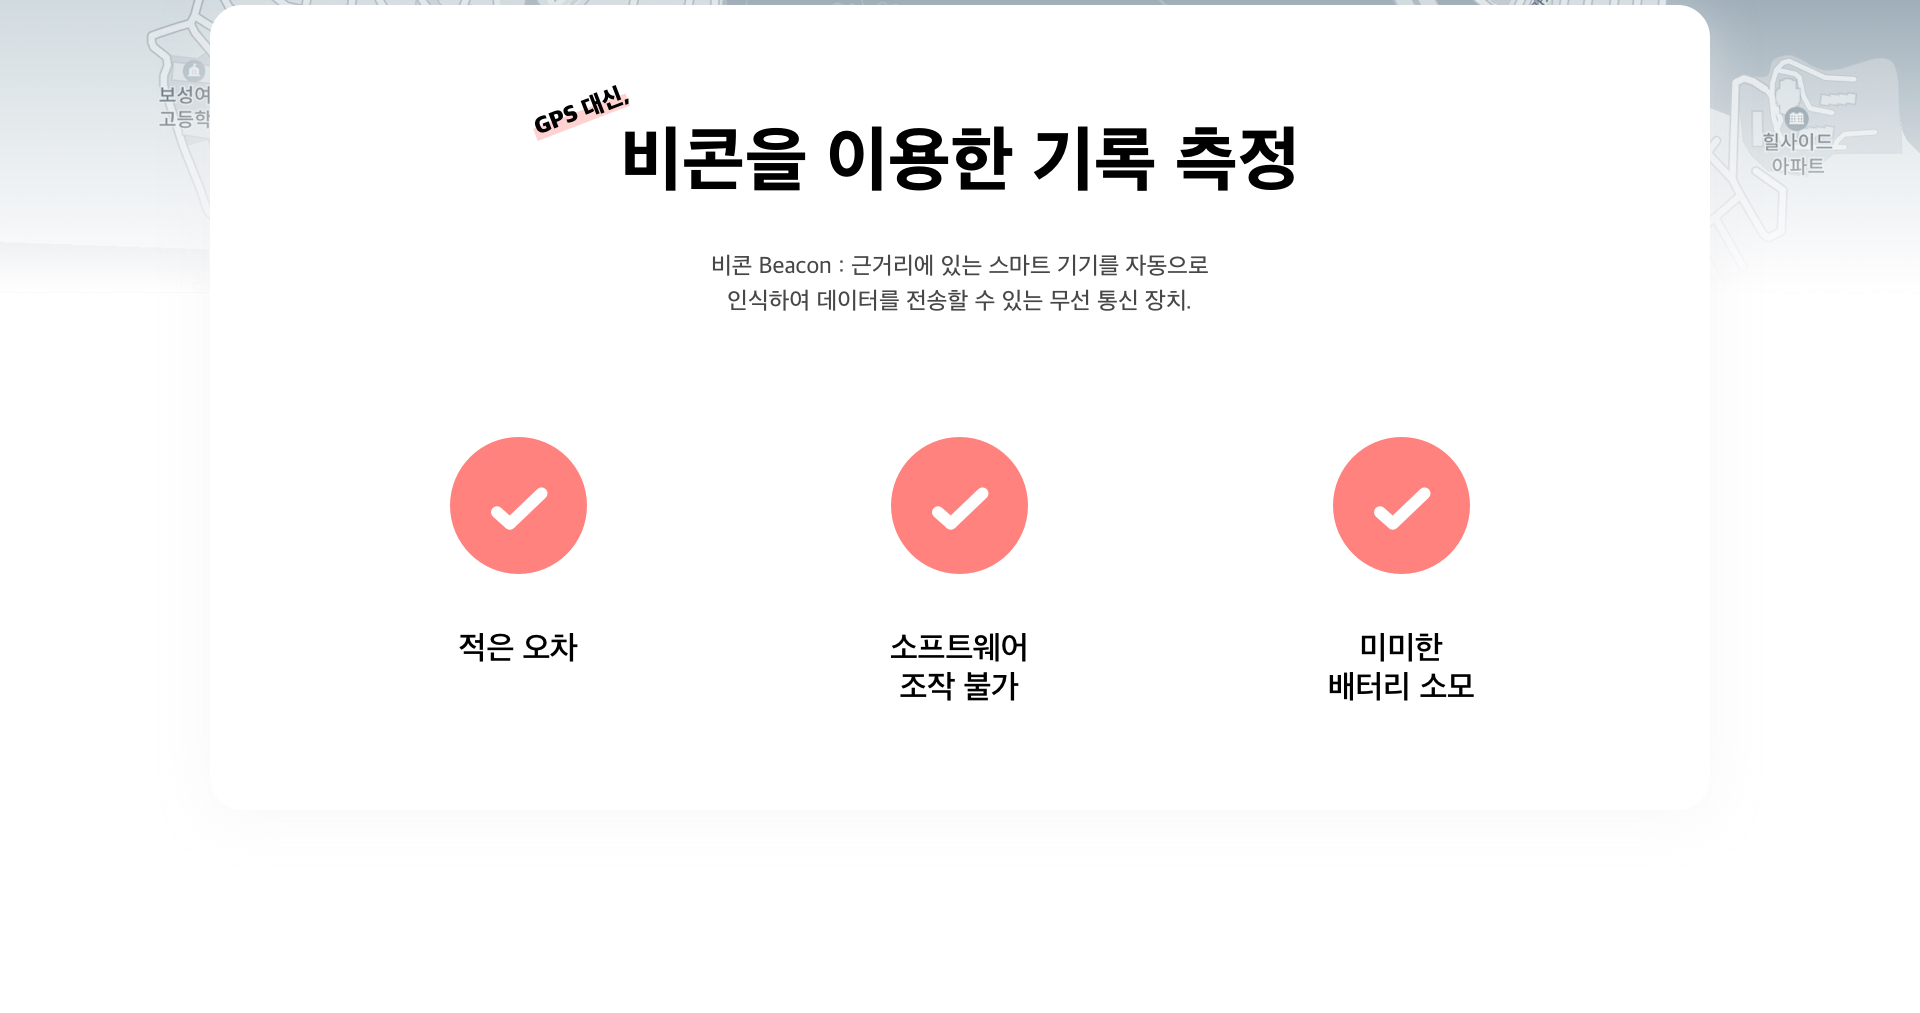 보성여
고등학
힐사이드
아파트
GPS 대신,
비콘을 이용한 기록 측정
비콘 Beacon : 근거리에 있는 스마트 기기를 자동으로
인식하여 데이터를 전송할 수 있는 무선 통신 장치.
적은 오차
소프트웨어
조작 불가
미미한
배터리 소모